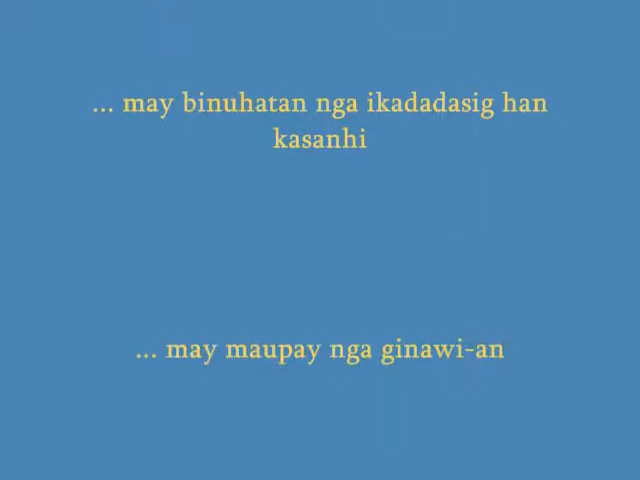 ... may binuhatan nga ikadadasig han
kasanhi
... may maupay nga ginawi-an